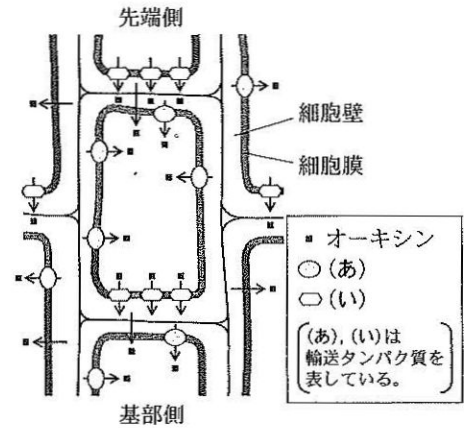 先端側
細胞壁
細胞膜
オーキシン
(あ)
(い)
(あ), (い)は
輸送タンパク質を
表している。
基部側